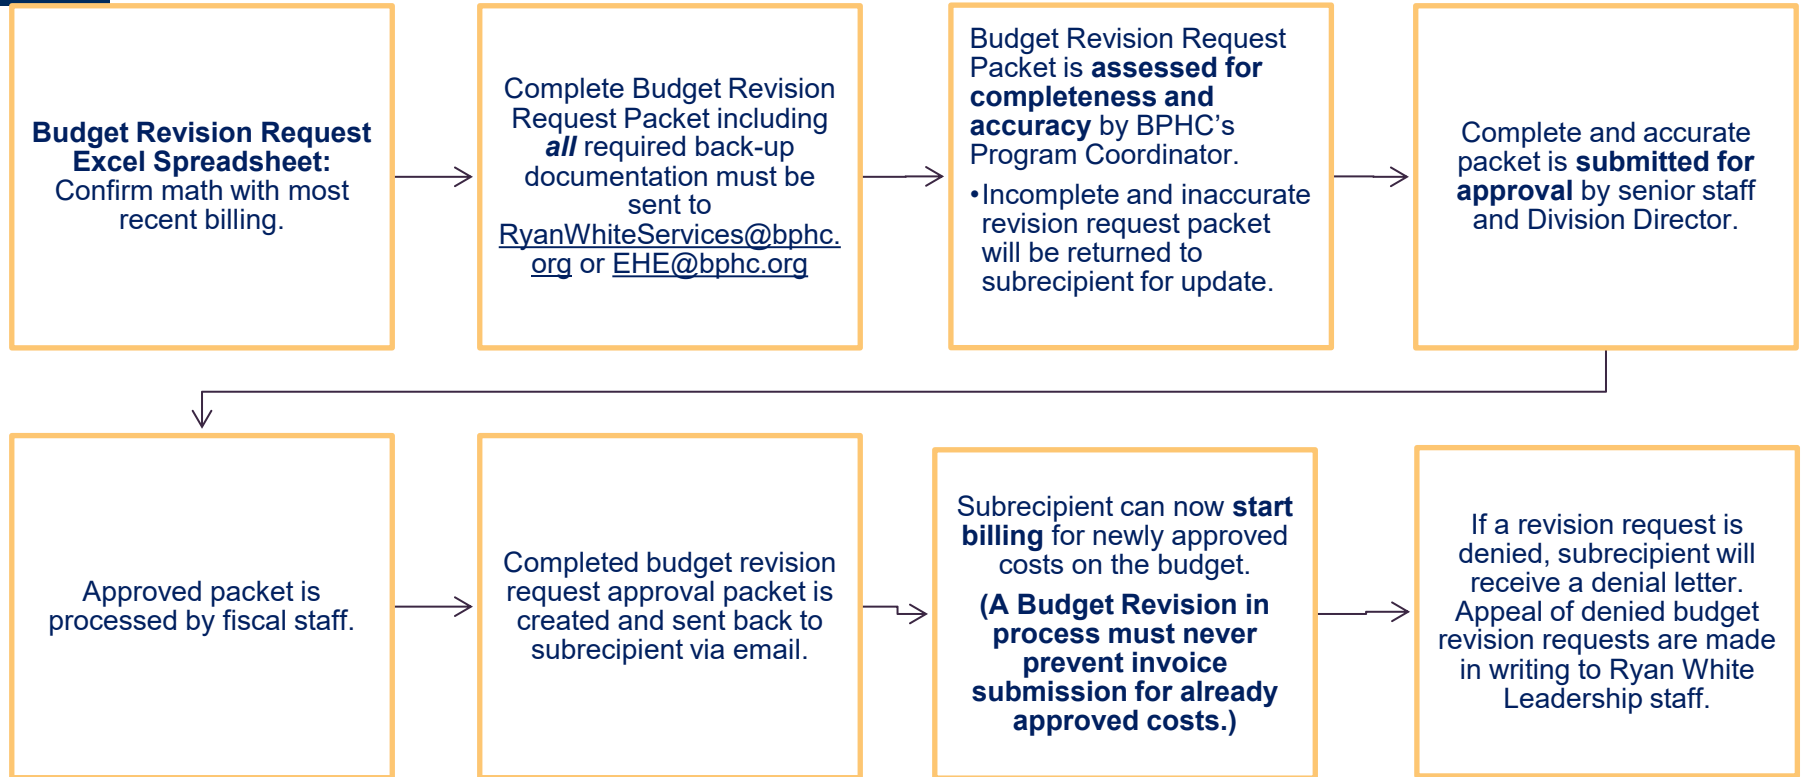 Budget Revision Request
Excel Spreadsheet:
Confirm math with most
recent billing.
Complete Budget Revision
Request Packet including
all required back-up
documentation must be
sent to
RyanWhiteServices@bphc.
org or EHE@bphc.org
Budget Revision Request
Packet is assessed for
completeness and
accuracy by BPHC’s
Program Coordinator.
•Incomplete and inaccurate
revision request packet
will be returned to
subrecipient for update.
Complete and accurate
packet is submitted for
approval by senior staff
and Division Director.
Approved packet is
processed by fiscal staff.
Completed budget revision
request approval packet is
created and sent back to
subrecipient via email.
Subrecipient can now start
billing for newly approved
costs on the budget.
(A Budget Revision in
process must never
prevent invoice
submission for already
approved costs.)
If a revision request is
denied, subrecipient will
receive a denial letter.
Appeal of denied budget
revision requests are made
in writing to Ryan White
Leadership staff.